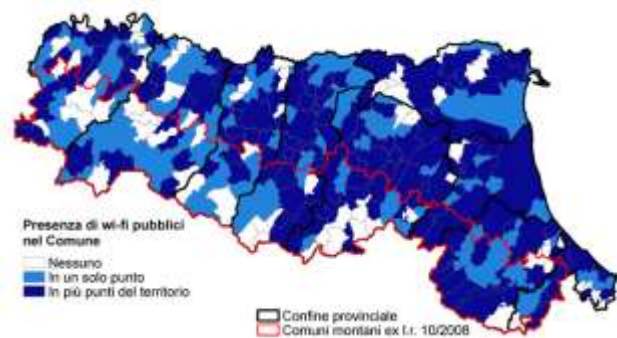 Presenza di wi-fi pubblici
nel Comune
Nessuno
In un solo punto
In più punti del territorio
Confine provinciale
Comuni montani ex l.r. 10/2008